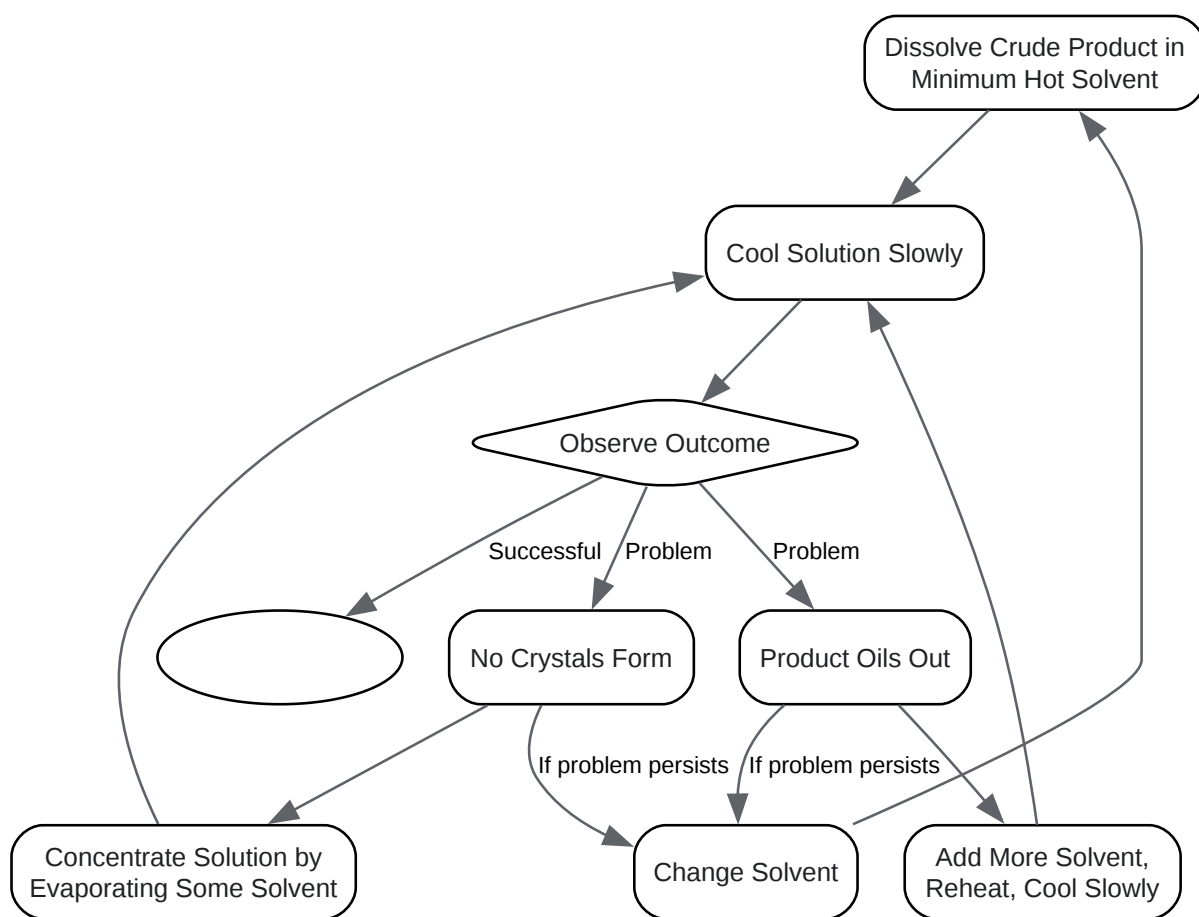 Dissolve Crude Product in
Minimum Hot Solvent
Cool Solution Slowly
Observe Outcome
Successful
Problem
Problem
No Crystals Form
Product Oils Out
If problem persists
If problem persists
Concentrate Solution by
Evaporating Some Solvent
Change Solvent
Add More Solvent,
Reheat, Cool Slowly